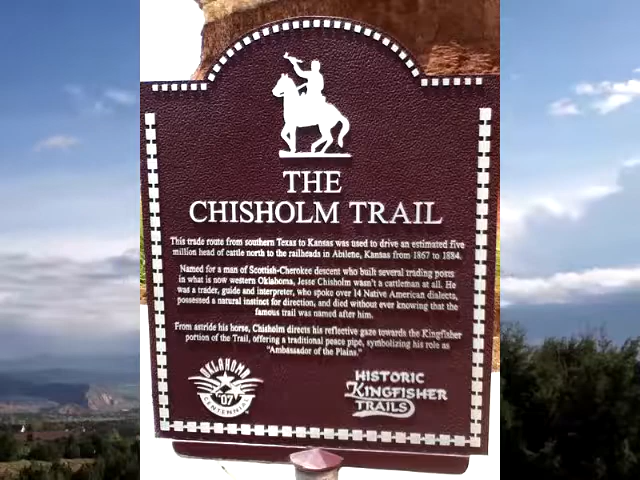 THE
CHISHOLM TRAIL
This trade route from southern Texas to Kansas was used to drive an estimated five
million head of cattle north to the railheads in Abilene, Kansas from 1867 to 1884.
Named for a man of Scottish-Cherokee descent who built several trading posts
in what is now western Oklahoma, Jesse Chisholm wasn't a cattleman at all. He
was a trader, guide and interpreter, who spoke over 14 Native American dialects,
possessed a natural instinct for direction, and died without ever knowing that the
famous trail was named after him.
From astride his horse, Chisholm directs his reflective gaze towards the Kingfisher
portion of the Trail, offering a traditional peace pipe, symbolizing his role as
"Ambassador of the Plains."
OKLAHOMA
'07
CENTENNIAL
HISTORIC
KINGFISHER
TRAILS